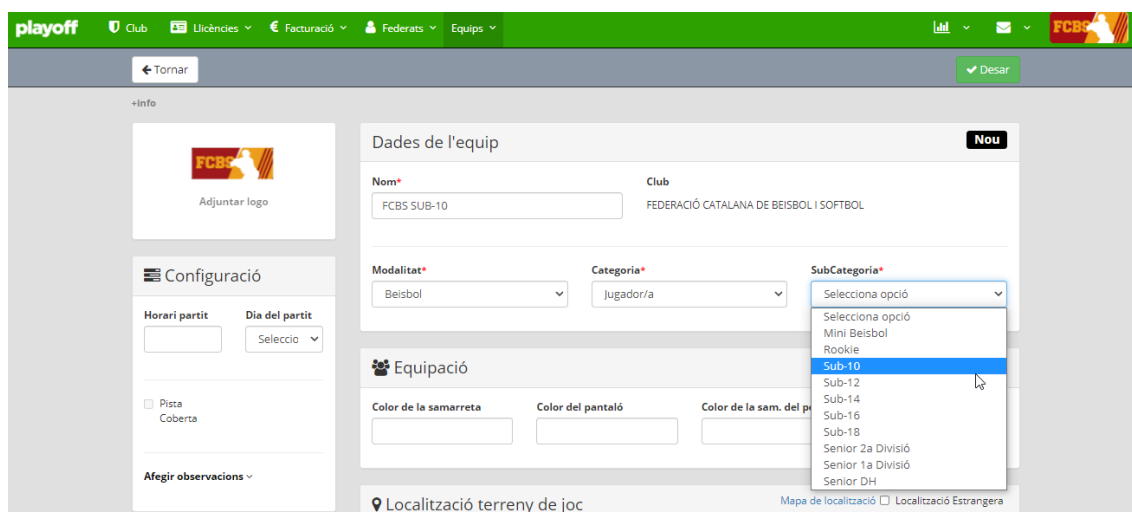 playoff Club Llicències € Facturació Federats Equips FCBS
Tornar Desar
+info
FCBS
Adjuntar logo
Configuració
Horari partit Dia del partit
Seleccio
Pista
Coberta
Afegir observacions
Dades de l'equip Nou
Nom* Club
FCBS SUB-10 FEDERACIÓ CATALANA DE BEISBOL I SOFTBOL
Modalitat* Categoria* SubCategoria*
Beisbol Jugador/a Selecciona opció
Selecciona opció
Mini Beisbol
Rookie
Sub-10
Sub-12
Sub-14
Sub-16
Sub-18
Senior 2a Divisió
Senior 1a Divisió
Senior DH
Equipació
Color de la samarreta Color del pantaló Color de la sam. del
Localització terreny de joc Mapa de localització Localització Estrangera